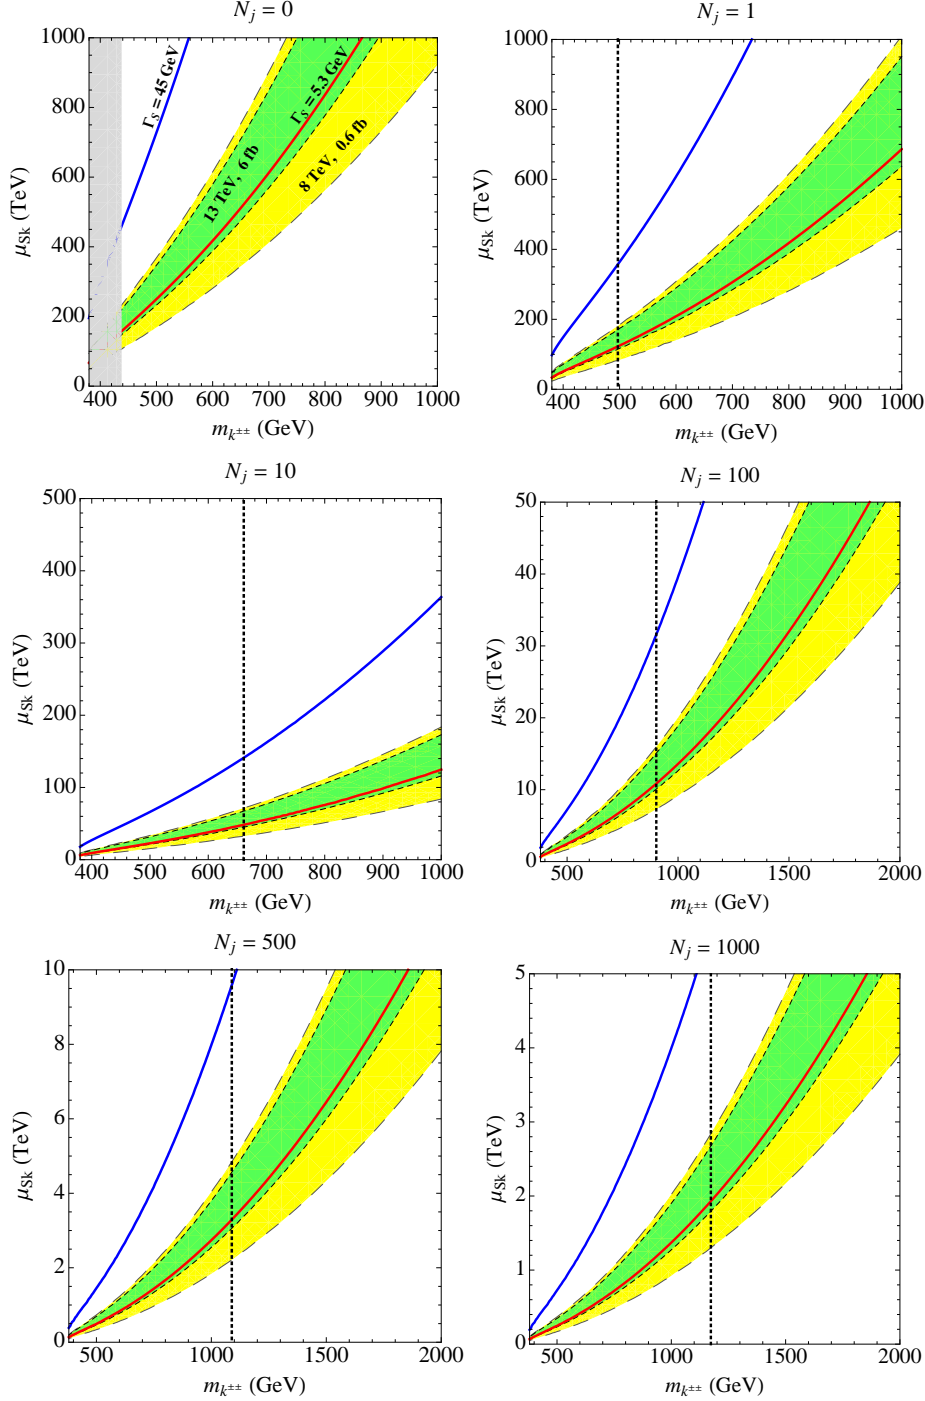 N_j = 0
1000
800
600
400
200
0
μ_Sk (TeV)
Γ_S = 45 GeV
13 TeV, 6 fb
Γ_S = 5.3 GeV
8 TeV, 0.6 fb
400 500 600 700 800 900 1000
m_k±± (GeV)
N_j = 1
1000
800
600
400
200
0
μ_Sk (TeV)
400 500 600 700 800 900 1000
m_k±± (GeV)
N_j = 10
500
400
300
200
100
0
μ_Sk (TeV)
400 500 600 700 800 900 1000
m_k±± (GeV)
N_j = 100
50
40
30
20
10
0
μ_Sk (TeV)
500 1000 1500 2000
m_k±± (GeV)
N_j = 500
10
8
6
4
2
0
μ_Sk (TeV)
500 1000 1500 2000
m_k±± (GeV)
N_j = 1000
5
4
3
2
1
0
μ_Sk (TeV)
500 1000 1500 2000
m_k±± (GeV)